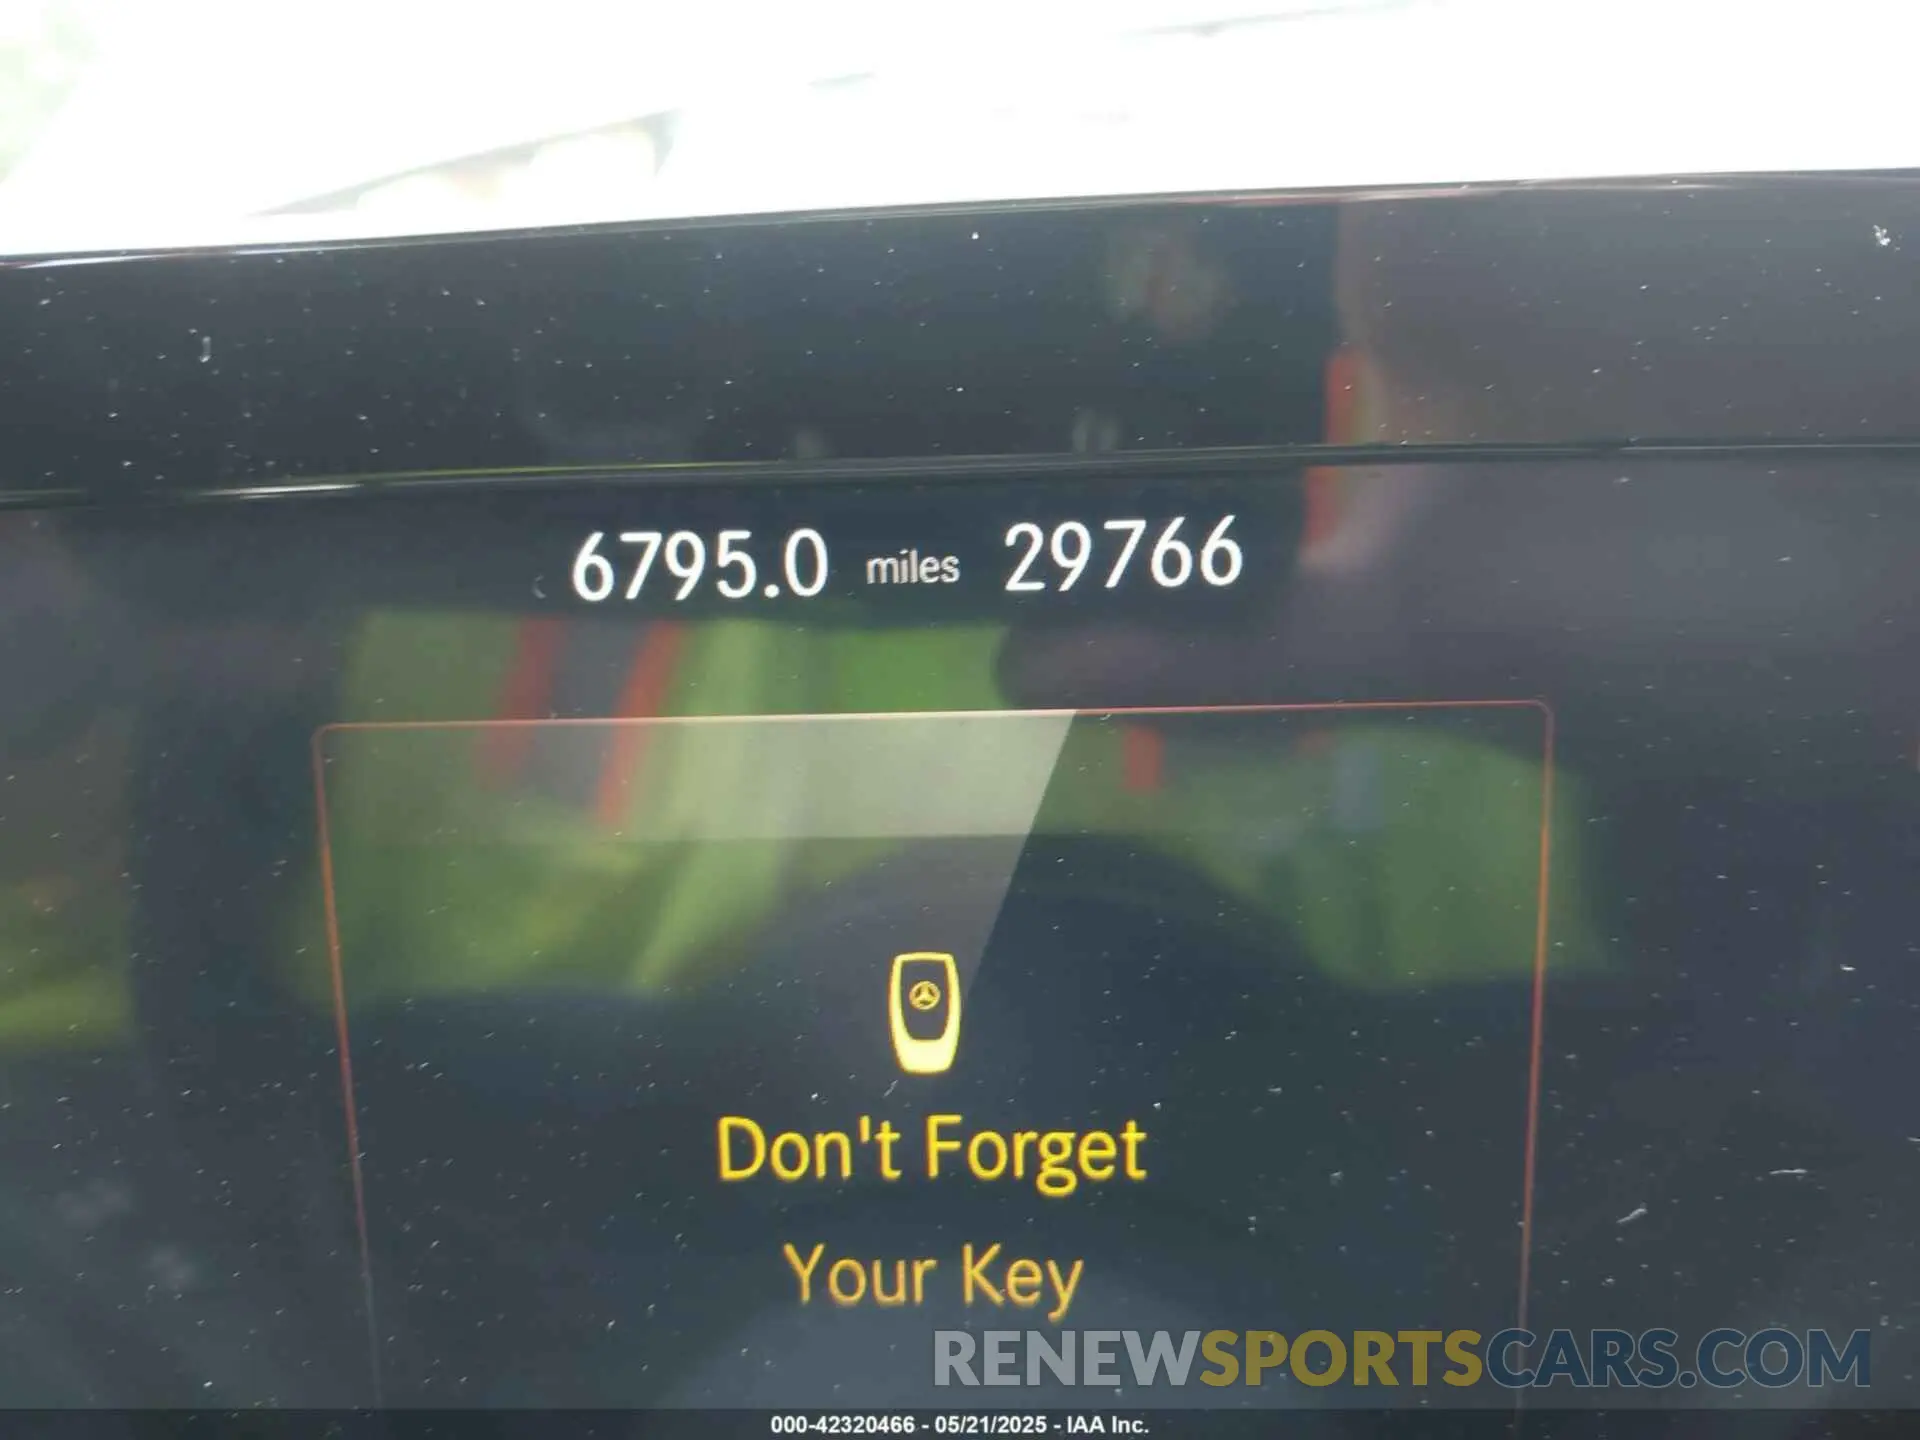 6795.0 miles 29766
Don't Forget
Your Key
RENEWSPORTSCARS.COM
000-42320466 - 05/21/2025 - IAA Inc.